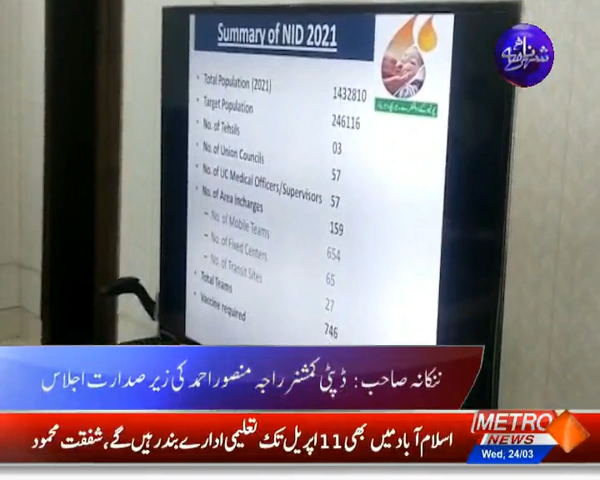 Summary of NID 2021
• Total Population (2021) 1432810
• Target Population 246116
• No. of Tehsils 03
• No. of Union Councils 57
• No. of UC Medical Officers/Supervisors 57
• No. of Area Incharges 159
– No. of Mobile Teams 654
– No. of Fixed Centers 65
– No. of Transit Sites 27
Total Teams 746
Vaccine required
ننکانہ صاحب: ڈپٹی کمشنر راجہ منصور احمد کی زیر صدارت اجلاس
اسلام آباد میں بھی 11 اپریل تک تعلیمی ادارے بند رہیں گے، شفقت محمود
METRO
NEWS
Wed, 24/03